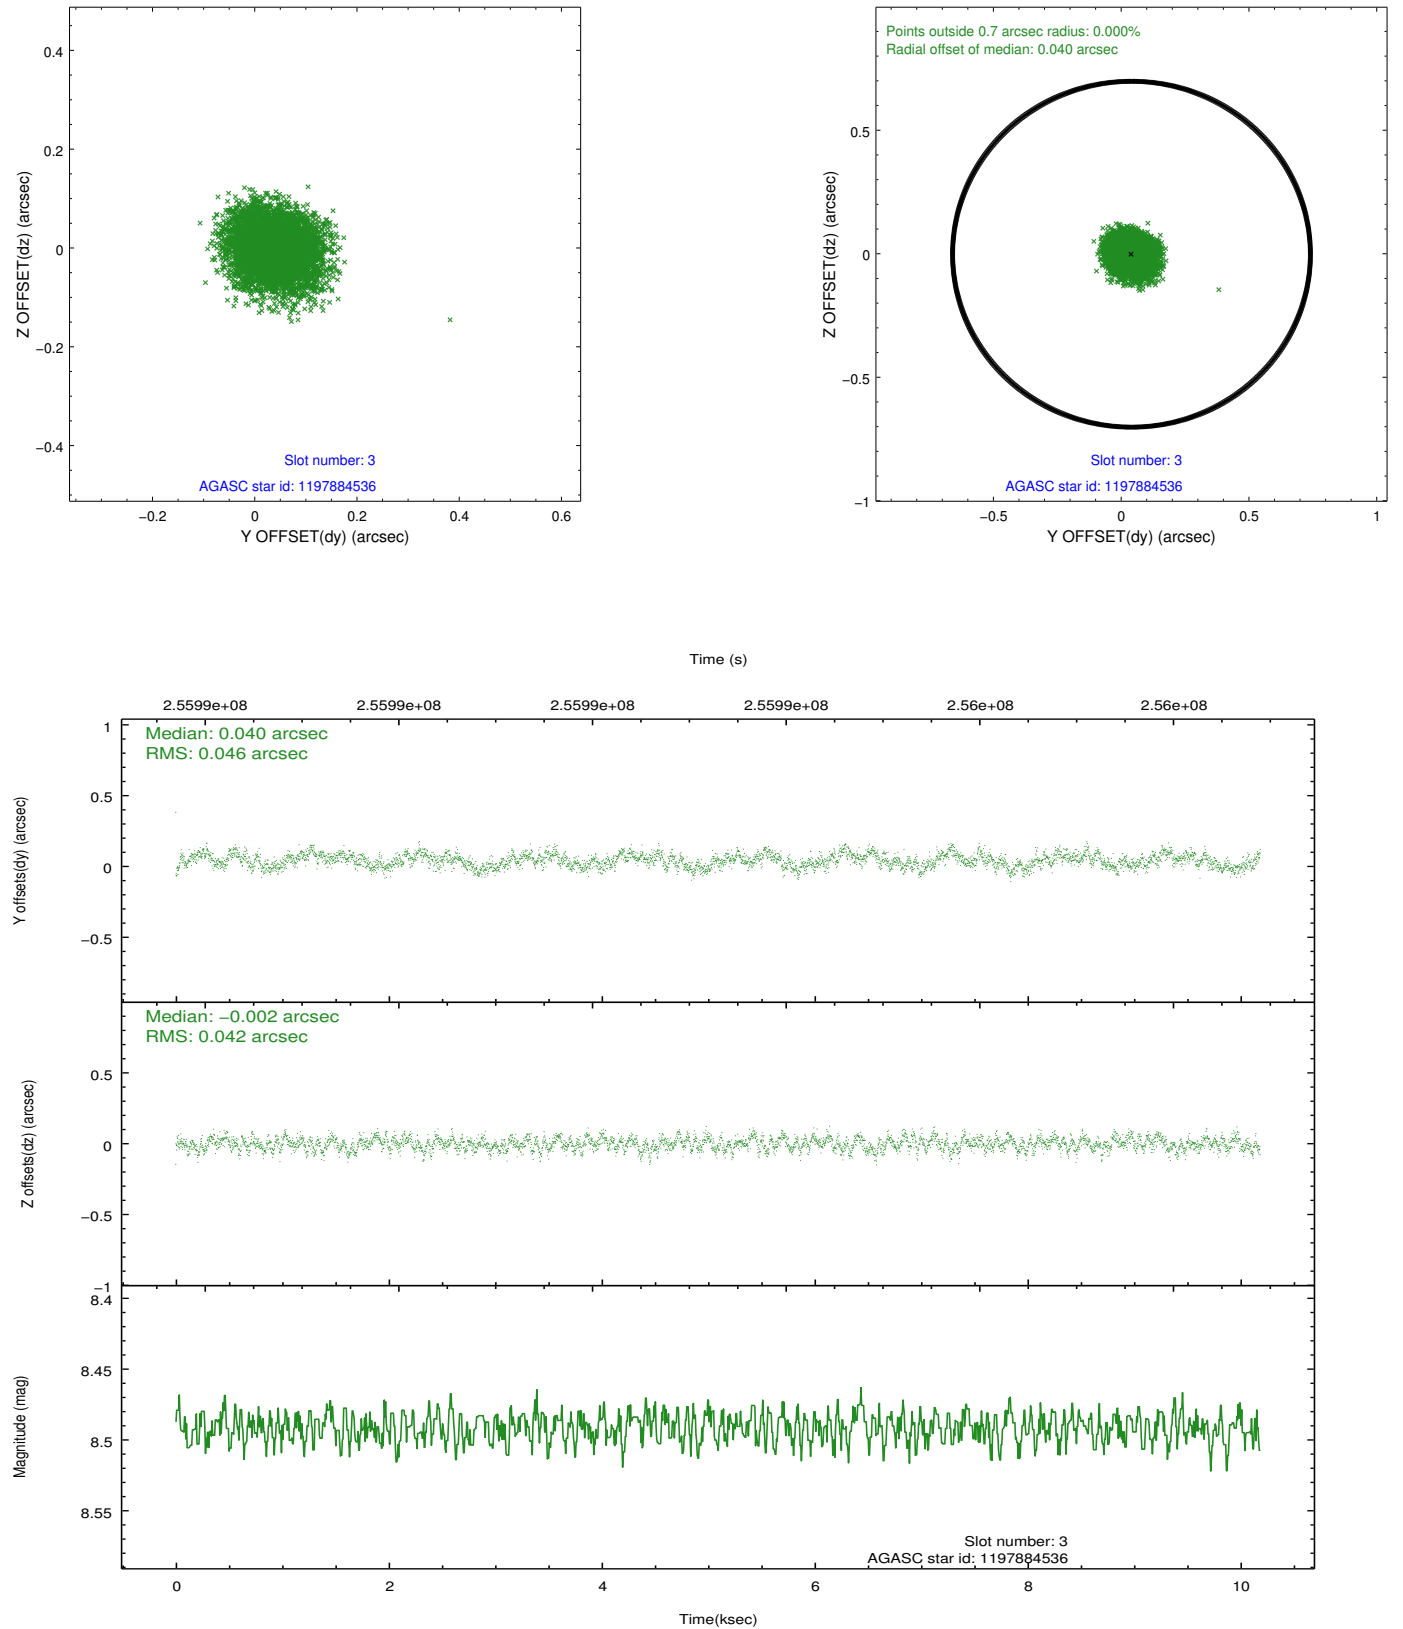 0.4
0.2
0
−0.2
−0.4
Z OFFSET(dz) (arcsec)
Slot number: 3
AGASC star id: 1197884536
−0.2
0
0.2
0.4
0.6
Y OFFSET(dy) (arcsec)
Points outside 0.7 arcsec radius: 0.000%
Radial offset of median: 0.040 arcsec
0.5
0
−0.5
−1
Z OFFSET(dz) (arcsec)
Slot number: 3
AGASC star id: 1197884536
−0.5
0
0.5
1
Y OFFSET(dy) (arcsec)
Time (s)
2.5599e+08
2.5599e+08
2.5599e+08
2.5599e+08
2.56e+08
2.56e+08
Median: 0.040 arcsec
RMS: 0.046 arcsec
1
0.5
0
−0.5
Y offsets(dy) (arcsec)
Median: −0.002 arcsec
RMS: 0.042 arcsec
0.5
0
−0.5
−1
Z offsets(dz) (arcsec)
8.4
8.45
8.5
8.55
Magnitude (mag)
Slot number: 3
AGASC star id: 1197884536
0
2
4
6
8
10
Time(ksec)